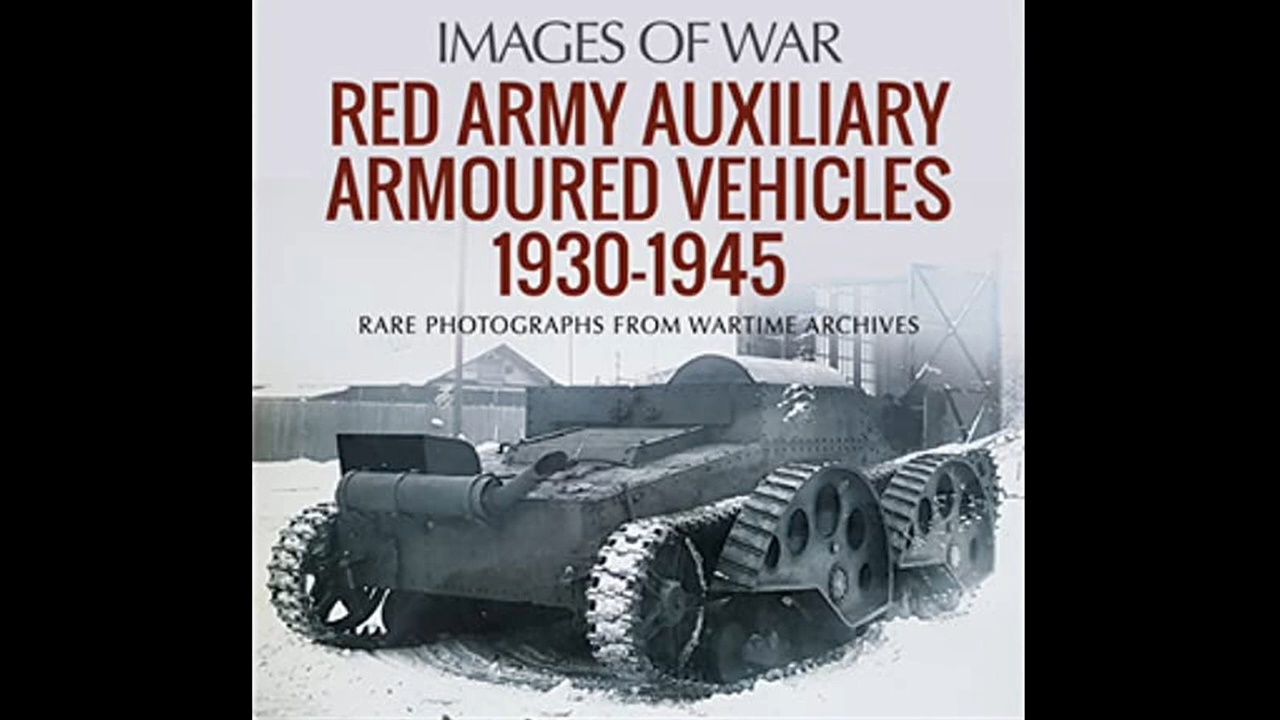 IMAGES OF WAR
RED ARMY AUXILIARY
ARMOURED VEHICLES
1930-1945
RARE PHOTOGRAPHS FROM WARTIME ARCHIVES